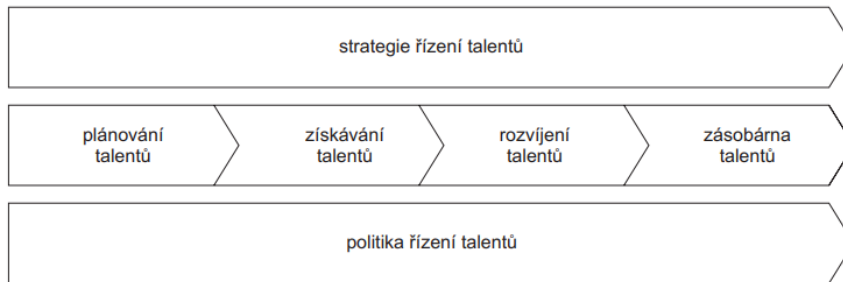 strategie řízení talentů
plánování
talentů
získávání
talentů
rozvíjení
talentů
zásobárna
talentů
politika řízení talentů